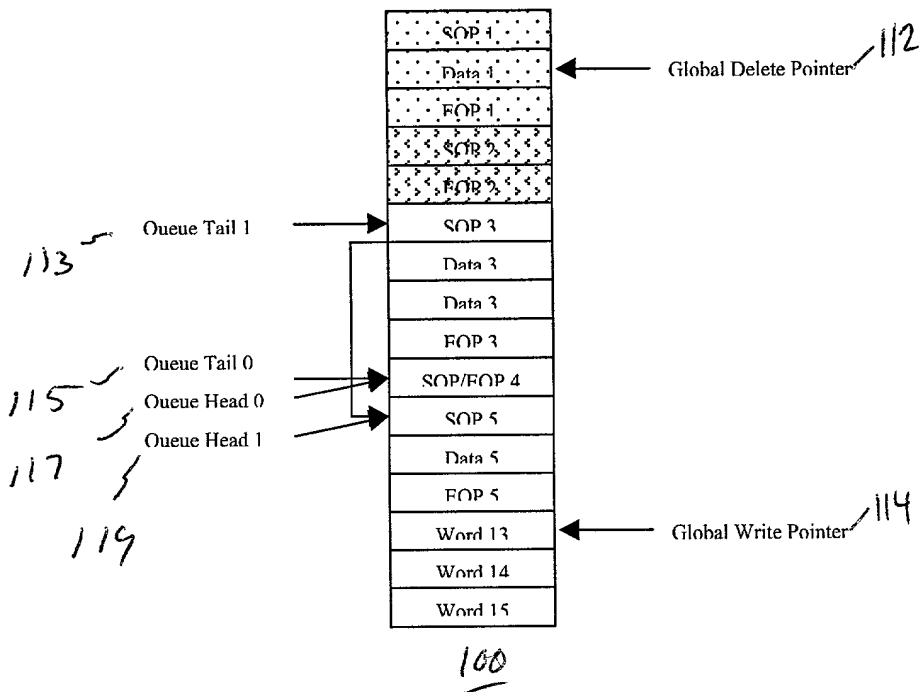 SOP 1
112
Data 1
Global Delete Pointer
EOP 1
SOP 2
EOP 2
Queue Tail 1
SOP 3
113
Data 3
Data 3
EOP 3
Queue Tail 0
SOP/EOP 4
115
Queue Head 0
SOP 5
Queue Head 1
117
Data 5
119
EOP 5
Word 13
Global Write Pointer
114
Word 14
Word 15
100